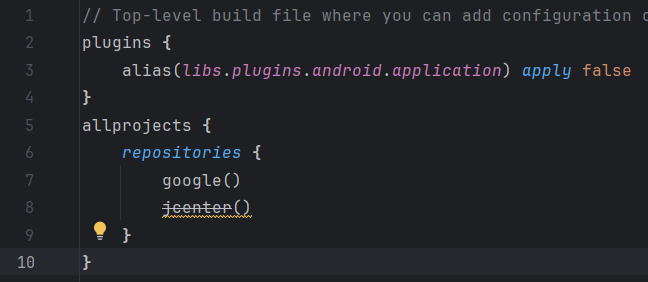 1 // Top-level build file where you can add configuration
2 plugins {
3 alias(libs.plugins.android.application) apply false
4 }
5 allprojects {
6 repositories {
7 google()
8 jcenter()
9 }
10 }